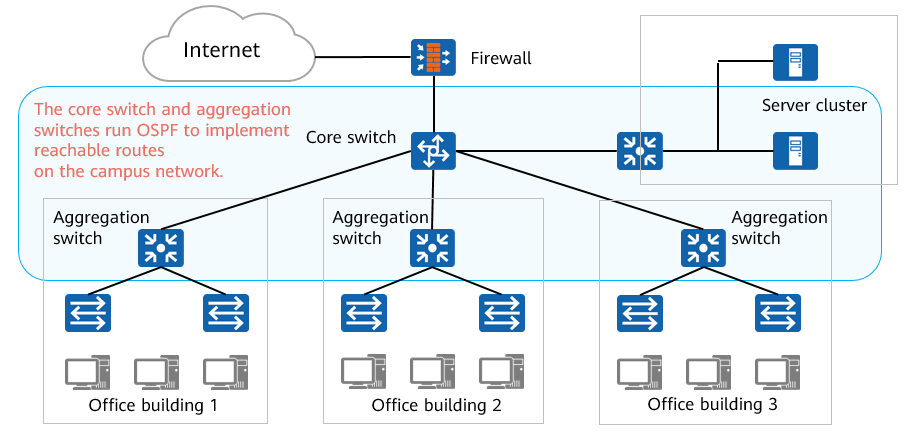 Internet
Firewall
Server cluster
The core switch and aggregation
switches run OSPF to implement
reachable routes
on the campus network.
Core switch
Aggregation
switch
Aggregation
switch
Aggregation
switch
Office building 1
Office building 2
Office building 3